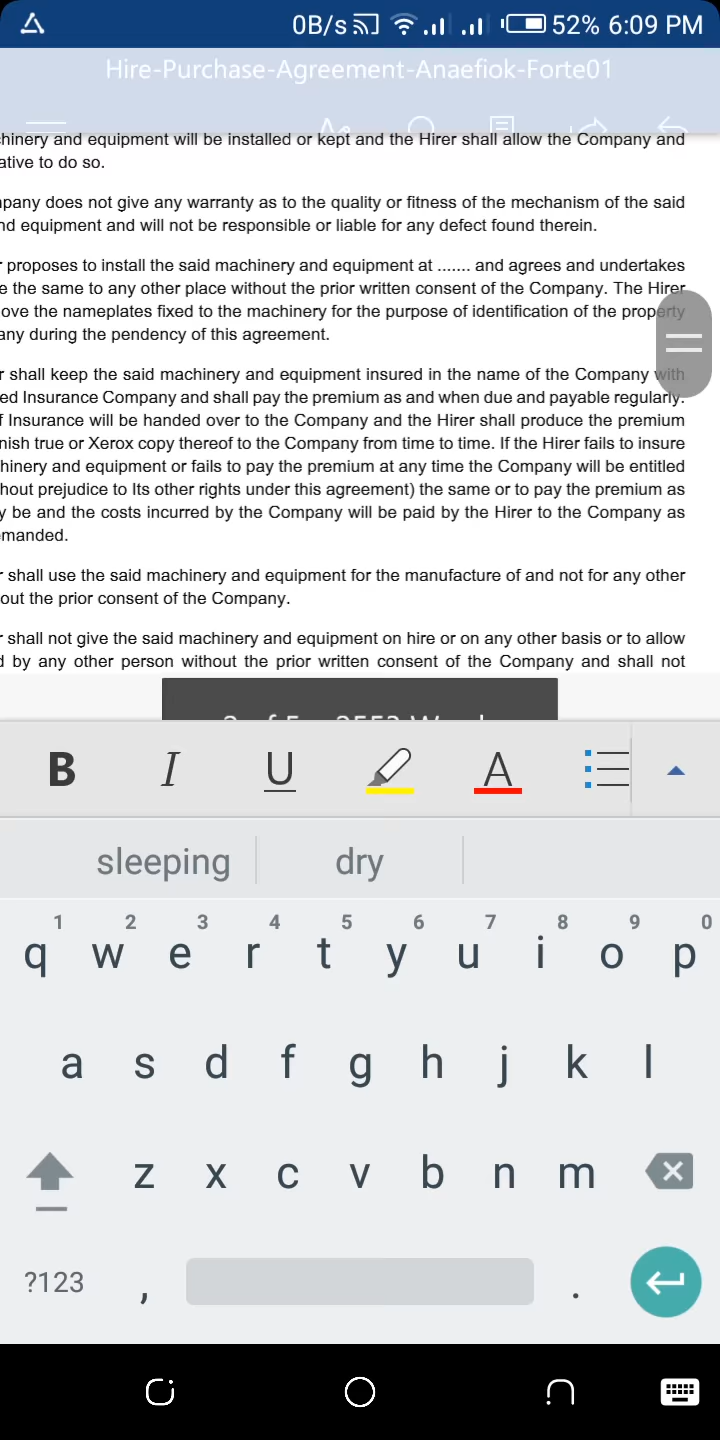 0B/s 52% 6:09 PM
Hire-Purchase-Agreement-Anaefiok-Forte01
hinery and equipment will be installed or kept and the Hirer shall allow the Company and
ative to do so.
pany does not give any warranty as to the quality or fitness of the mechanism of the said
nd equipment and will not be responsible or liable for any defect found therein.
r proposes to install the said machinery and equipment at ....... and agrees and undertakes
e the same to any other place without the prior written consent of the Company. The Hirer
ove the nameplates fixed to the machinery for the purpose of identification of the property
any during the pendency of this agreement.
r shall keep the said machinery and equipment insured in the name of the Company with
ed Insurance Company and shall pay the premium as and when due and payable regularly.
f Insurance will be handed over to the Company and the Hirer shall produce the premium
nish true or Xerox copy thereof to the Company from time to time. If the Hirer fails to insure
hinery and equipment or fails to pay the premium at any time the Company will be entitled
hout prejudice to Its other rights under this agreement) the same or to pay the premium as
y be and the costs incurred by the Company will be paid by the Hirer to the Company as
manded.
r shall use the said machinery and equipment for the manufacture of and not for any other
out the prior consent of the Company.
r shall not give the said machinery and equipment on hire or on any other basis or to allow
d by any other person without the prior written consent of the Company and shall not
B I U A
sleeping dry
1 2 3 4 5 6 7 8 9 0
q w e r t y u i o p
a s d f g h j k l
z x c v b n m
?123 , .